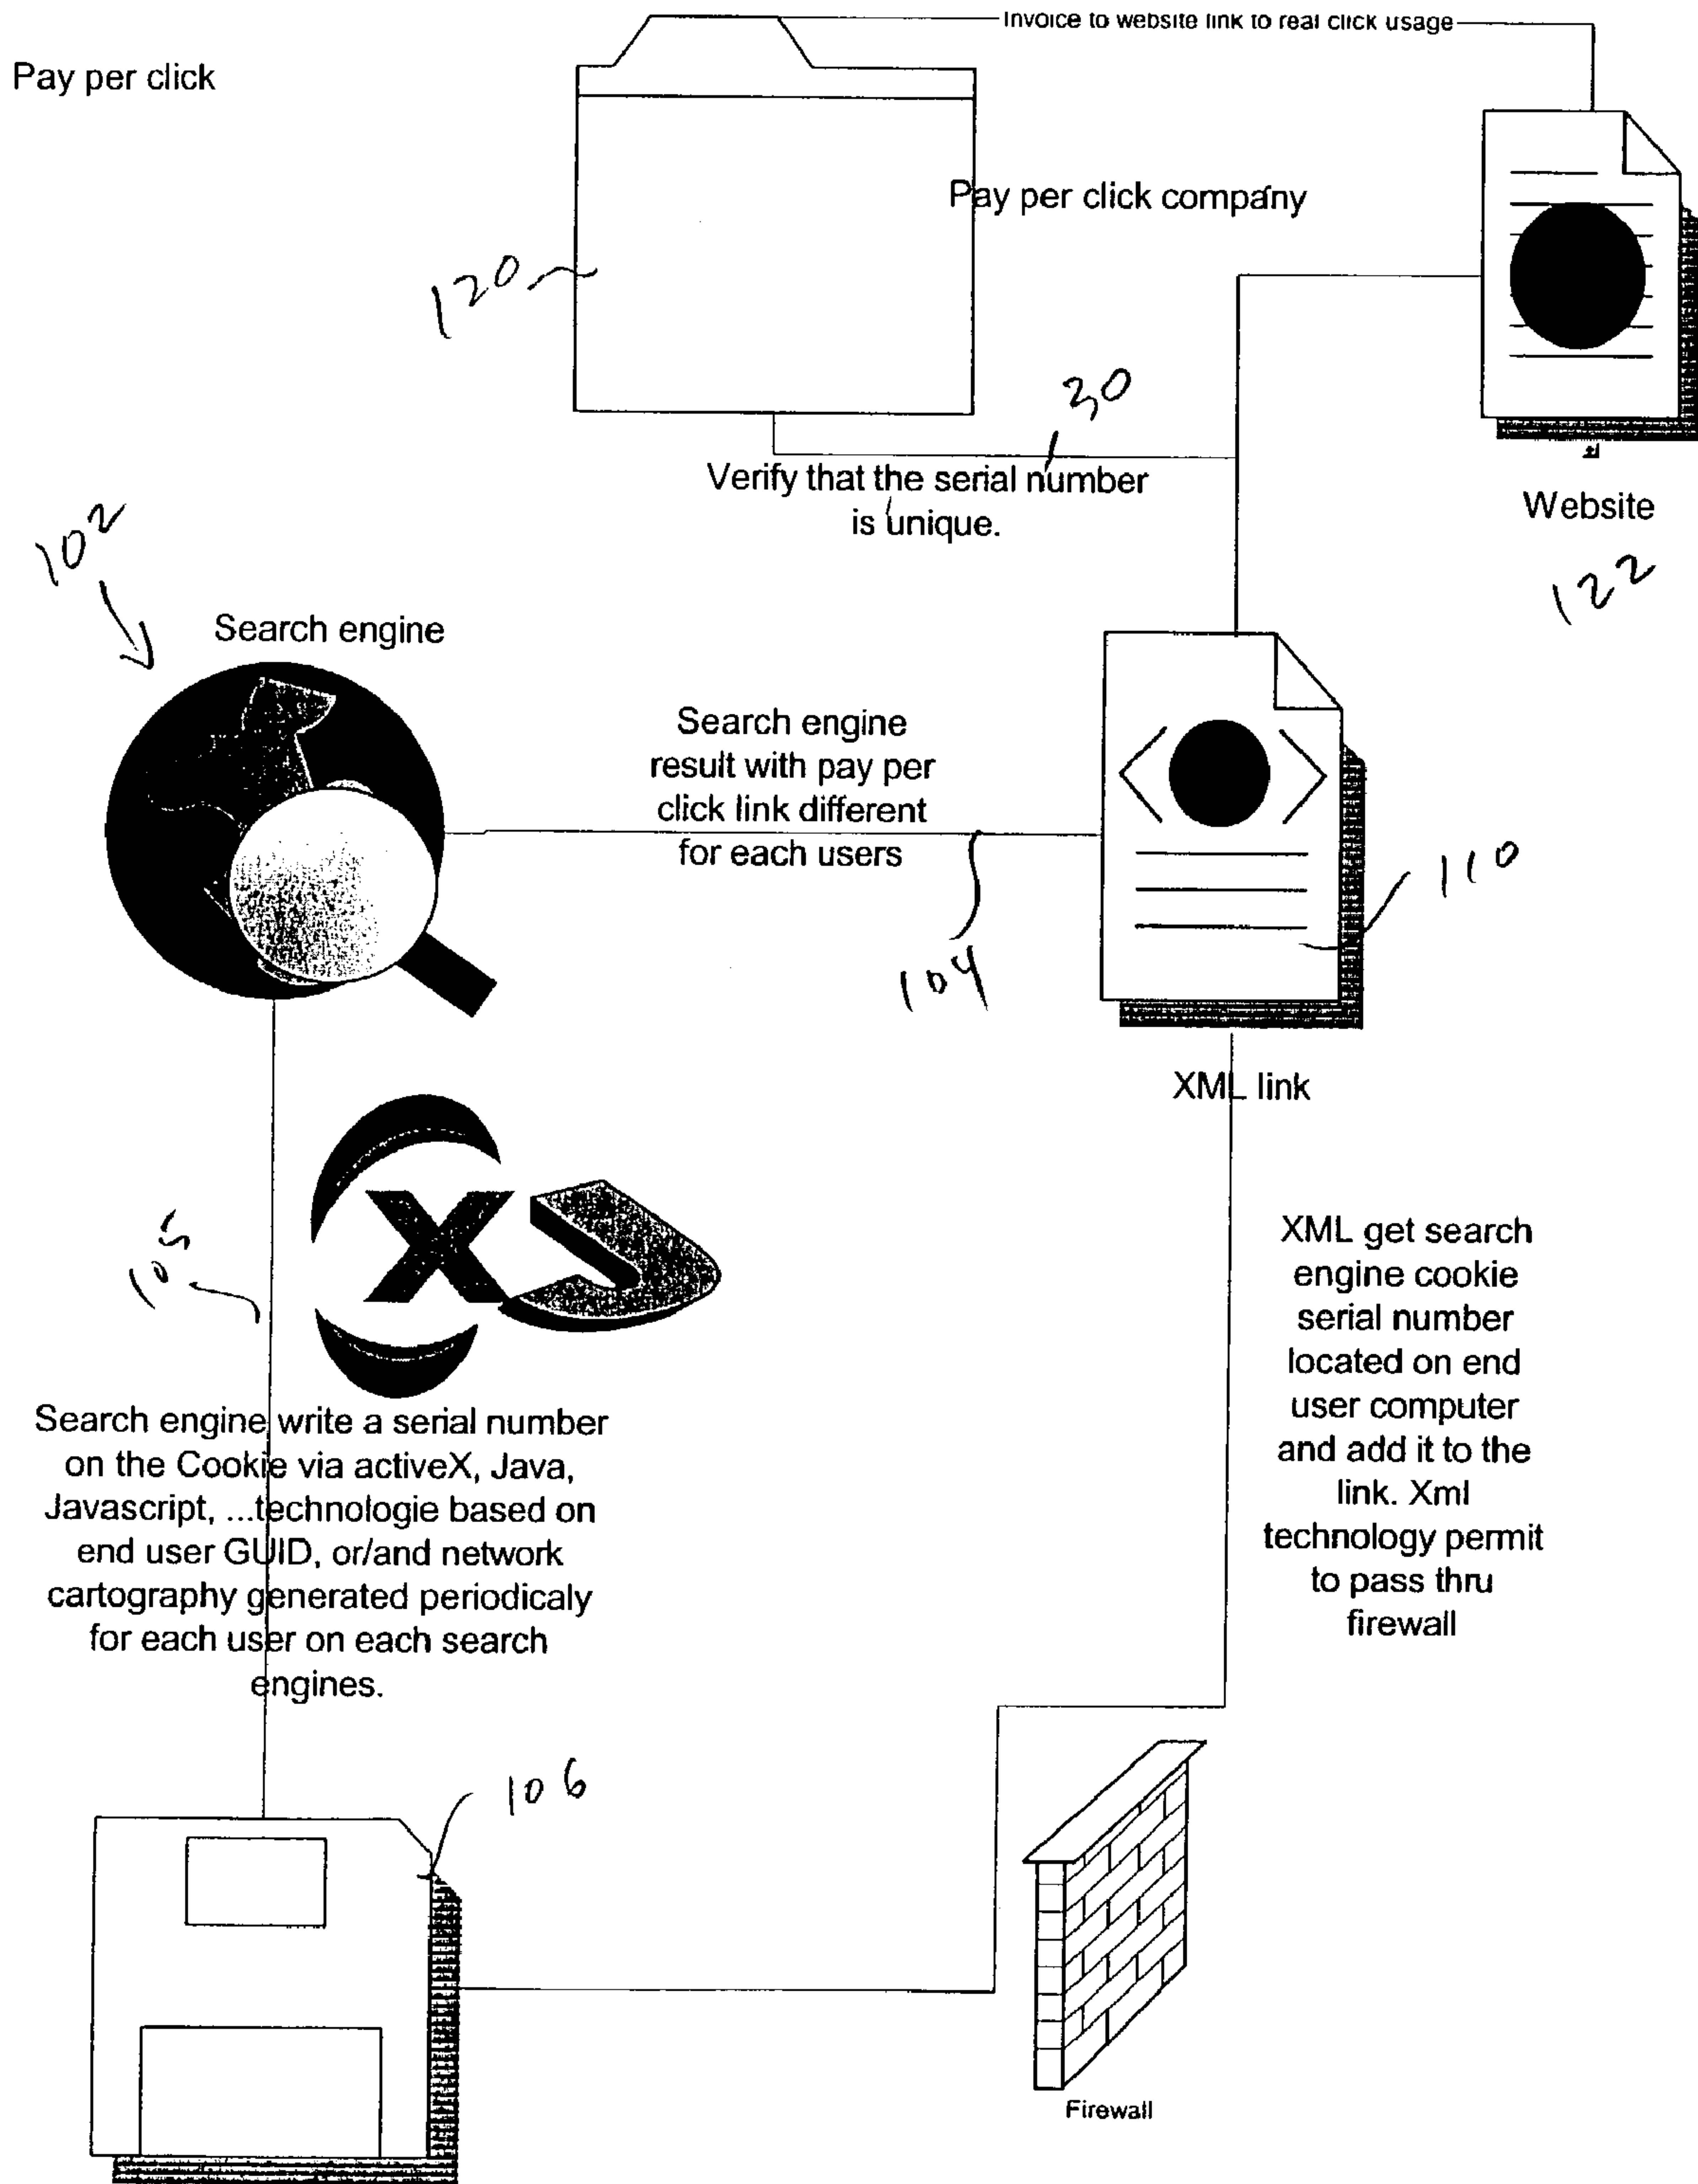 Invoice to website link to real click usage
Pay per click
Pay per click company
120
30
Verify that the serial number
is unique.
Website
122
102
Search engine
Search engine
result with pay per
click link different
for each users
104
110
XML link
X
105
XML get search
engine cookie
serial number
located on end
user computer
and add it to the
link. Xml
technology permit
to pass thru
firewall
Search engine write a serial number
on the Cookie via activeX, Java,
Javascript, ...technologie based on
end user GUID, or/and network
cartography generated periodicaly
for each user on each search
engines.
106
Firewall